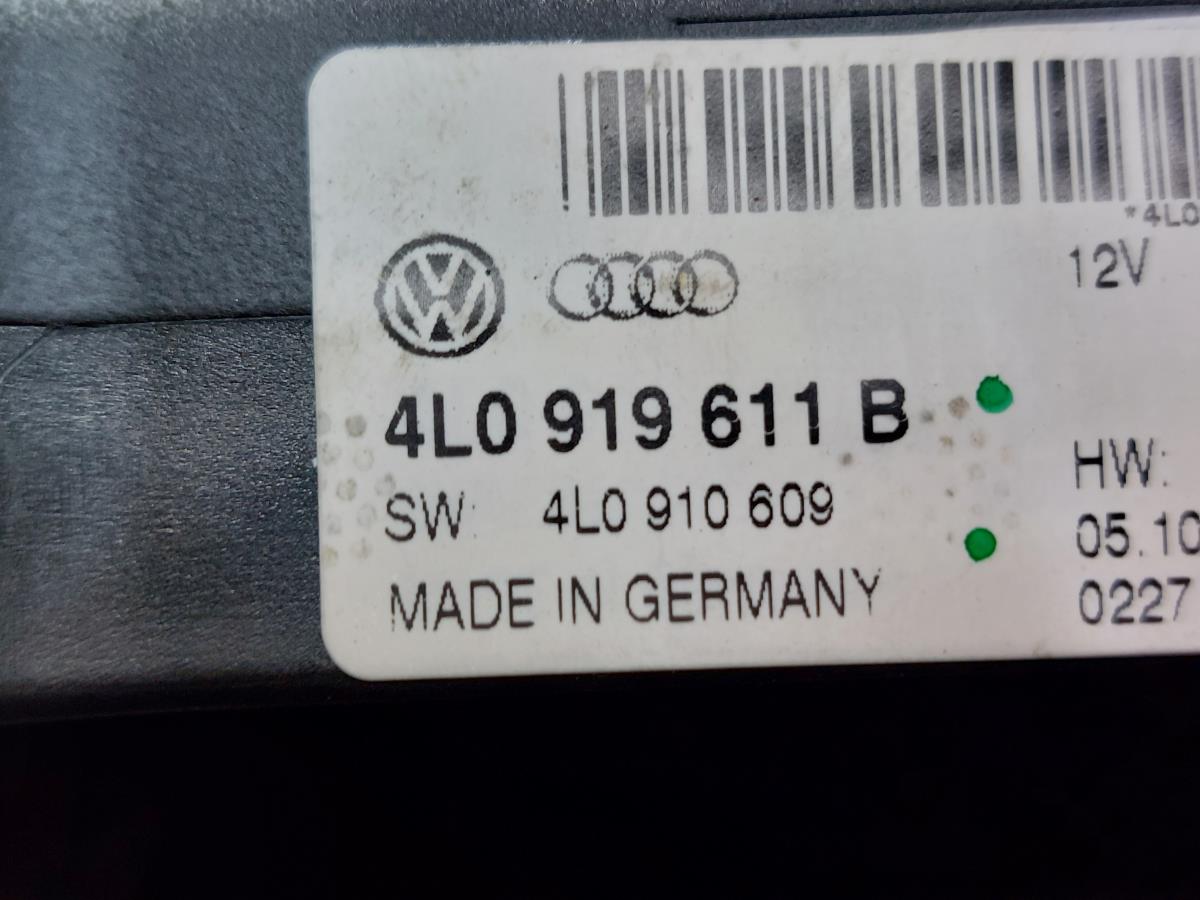 *4L0
12V
4L0 919 611 B
SW: 4L0 910 609
MADE IN GERMANY
HW:
05.10
0227